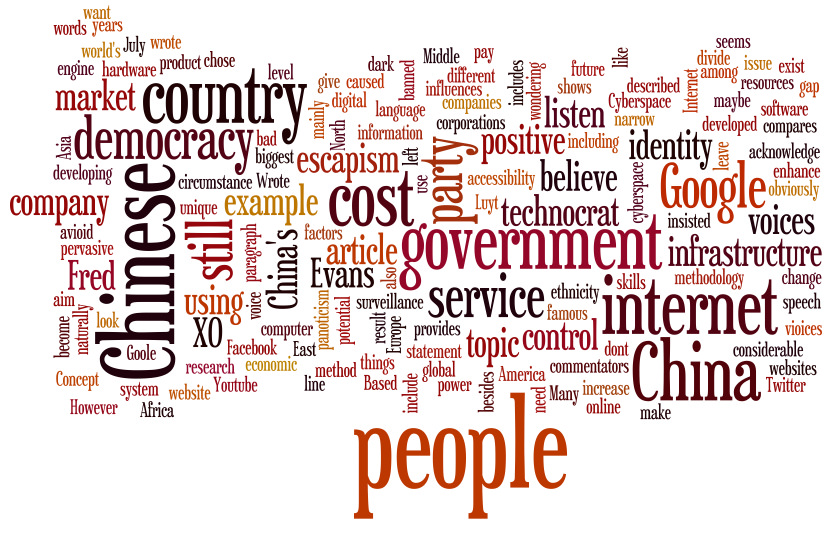 want
words years
world's July wrote
engine hardware product chose
level
market country
democracy bad
Asia
biggest
developing
circumstance Wrote
company
Chinese
unique example
still
avioid
pervasive
paragraph
China's
factors
Fred
aim
look
using
voice
Evans
become
naturally
XO
computer
Goole
Facebook East
research economic
Concept
system
website Youtube
line
However Africa
give caused
dark
banned
Middle pay
different
influences
companies
mainly
digital
North
language
information
corporations
escapism
left
use
party
positive
accessibility
cost
Luyt
technocrat
article
also
government
panoticism
potential
surveillance
result
Europe
service
provides
statement
topic control
method things
Based
global
power
include
besides
America
people
includes
wondering
future
like
shows
described
Cyberspace
narrow
listen
including
believe
identity
cyberspace
ethnicity
famous
skills
internet
dont
commentators
need
Many increase
online
make
China
seems
divide issue
among exist
Internet
resources gap
maybe software
developed compares
leave
acknowledge
enhance
Google obviously
insisted voices
infrastructure
methodology change
speech
vioices
considerable
websites
Twitter